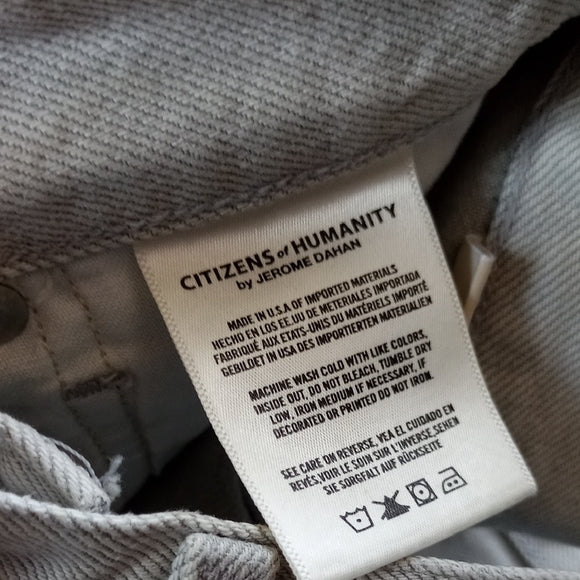 CITIZENS of HUMANITY
by JEROME DAHAN
MADE IN U.S.A OF IMPORTED MATERIALS
HECHO EN LOS EE.UU DE METERIALES IMPORTADA
FABRIQUÉ AUX ETATS-UNIS DU MATÉRIELS IMPORTÉ
GEBILDET IN USA DES IMPORTIERTEN MATERIALEN
MACHINE WASH COLD WITH LIKE COLORS,
INSIDE OUT, DO NOT BLEACH, TUMBLE DRY
LOW, IRON MEDIUM IF NECESSARY, IF
DECORATED OR PRINTED DO NOT IRON.
SEE CARE ON REVERSE, VEA EL CUIDADO EN
REVÉS, VOIR LE SOIN SUR L'INVERSE, SEHEN
SIE SORGFALT AUF RÜCKSEITE